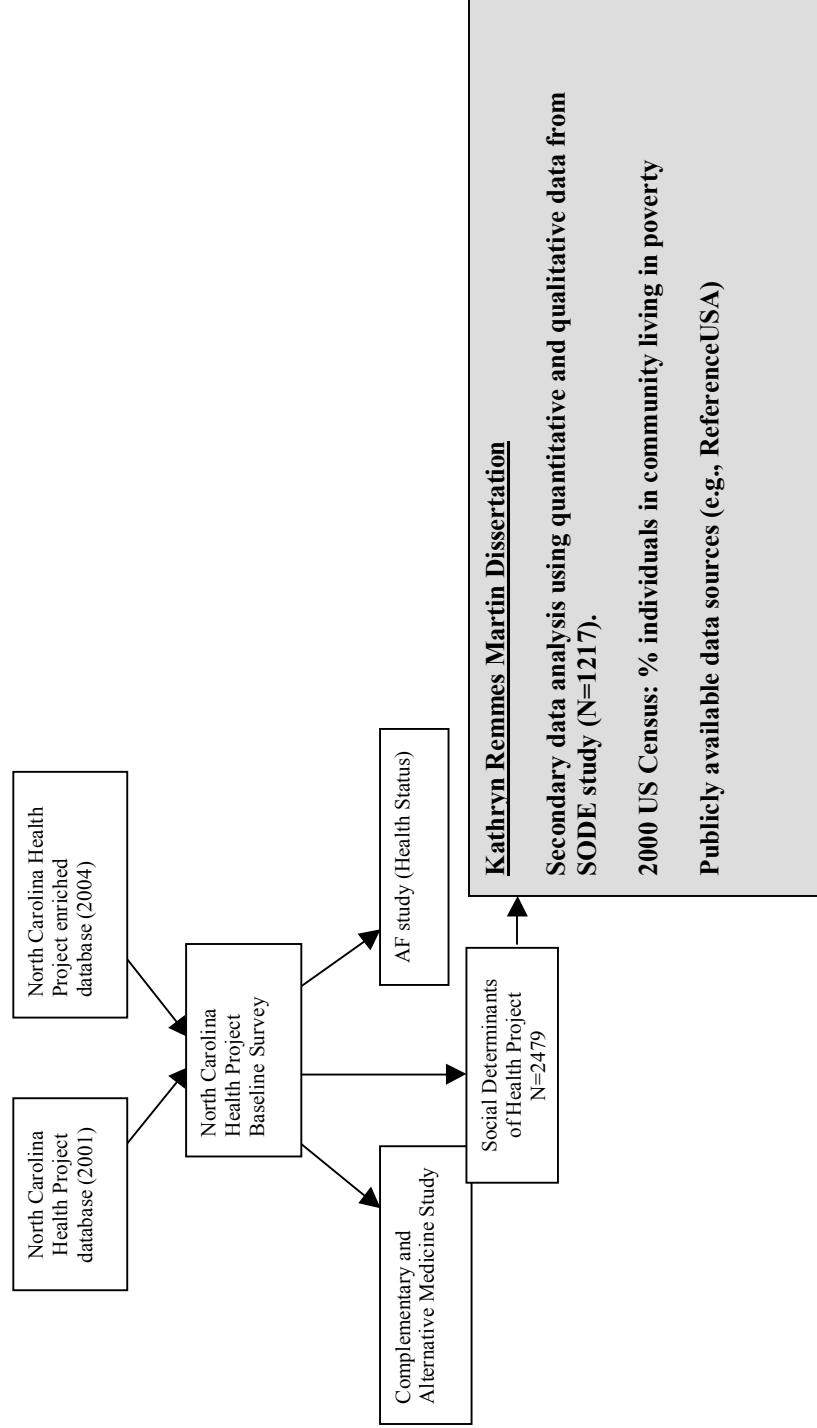 North Carolina
Health Project
database (2001)
North Carolina Health
Project enriched
database (2004)
North Carolina
Health Project
Baseline Survey
Complementary and
Alternative Medicine Study
AF study (Health Status)
Social Determinants
of Health Project
N=2479
Kathryn Remmes Martin Dissertation
Secondary data analysis using quantitative and qualitative data from
SODE study (N=1217).
2000 US Census: % individuals in community living in poverty
Publicly available data sources (e.g., ReferenceUSA)